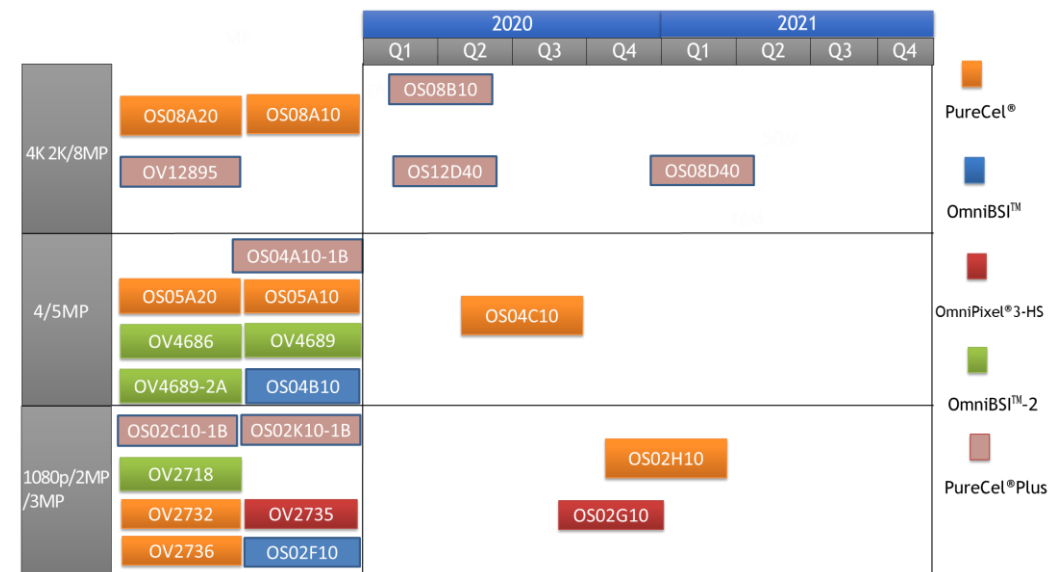 2020
2021
Q1
Q2
Q3
Q4
Q1
Q2
Q3
Q4
4K2K/8MP
OS08A20
OS08A10
OV12895
OS08B10
OS12D40
OS08D40
4/5MP
OS04A10-1B
OS05A20
OS05A10
OV4686
OV4689
OV4689-2A
OS04B10
OS04C10
1080p/2MP
/3MP
OS02C10-1B
OS02K10-1B
OV2718
OV2732
OV2735
OV2736
OS02F10
OS02H10
OS02G10
PureCel®
OmniBSI™
OmniPixel®3-HS
OmniBSI™-2
PureCel®Plus